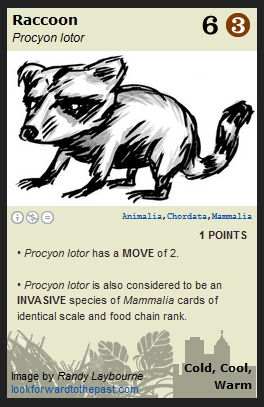 Raccoon 6 3
Procyon lotor
Animalia,Chordata,Mammalia
1 POINTS
• Procyon lotor has a MOVE of 2.
• Procyon lotor is also considered to be an
INVASIVE species of Mammalia cards of
identical scale and food chain rank.
Cold, Cool,
Warm
Image by Randy Laybourne
lookforwardtothepast.com